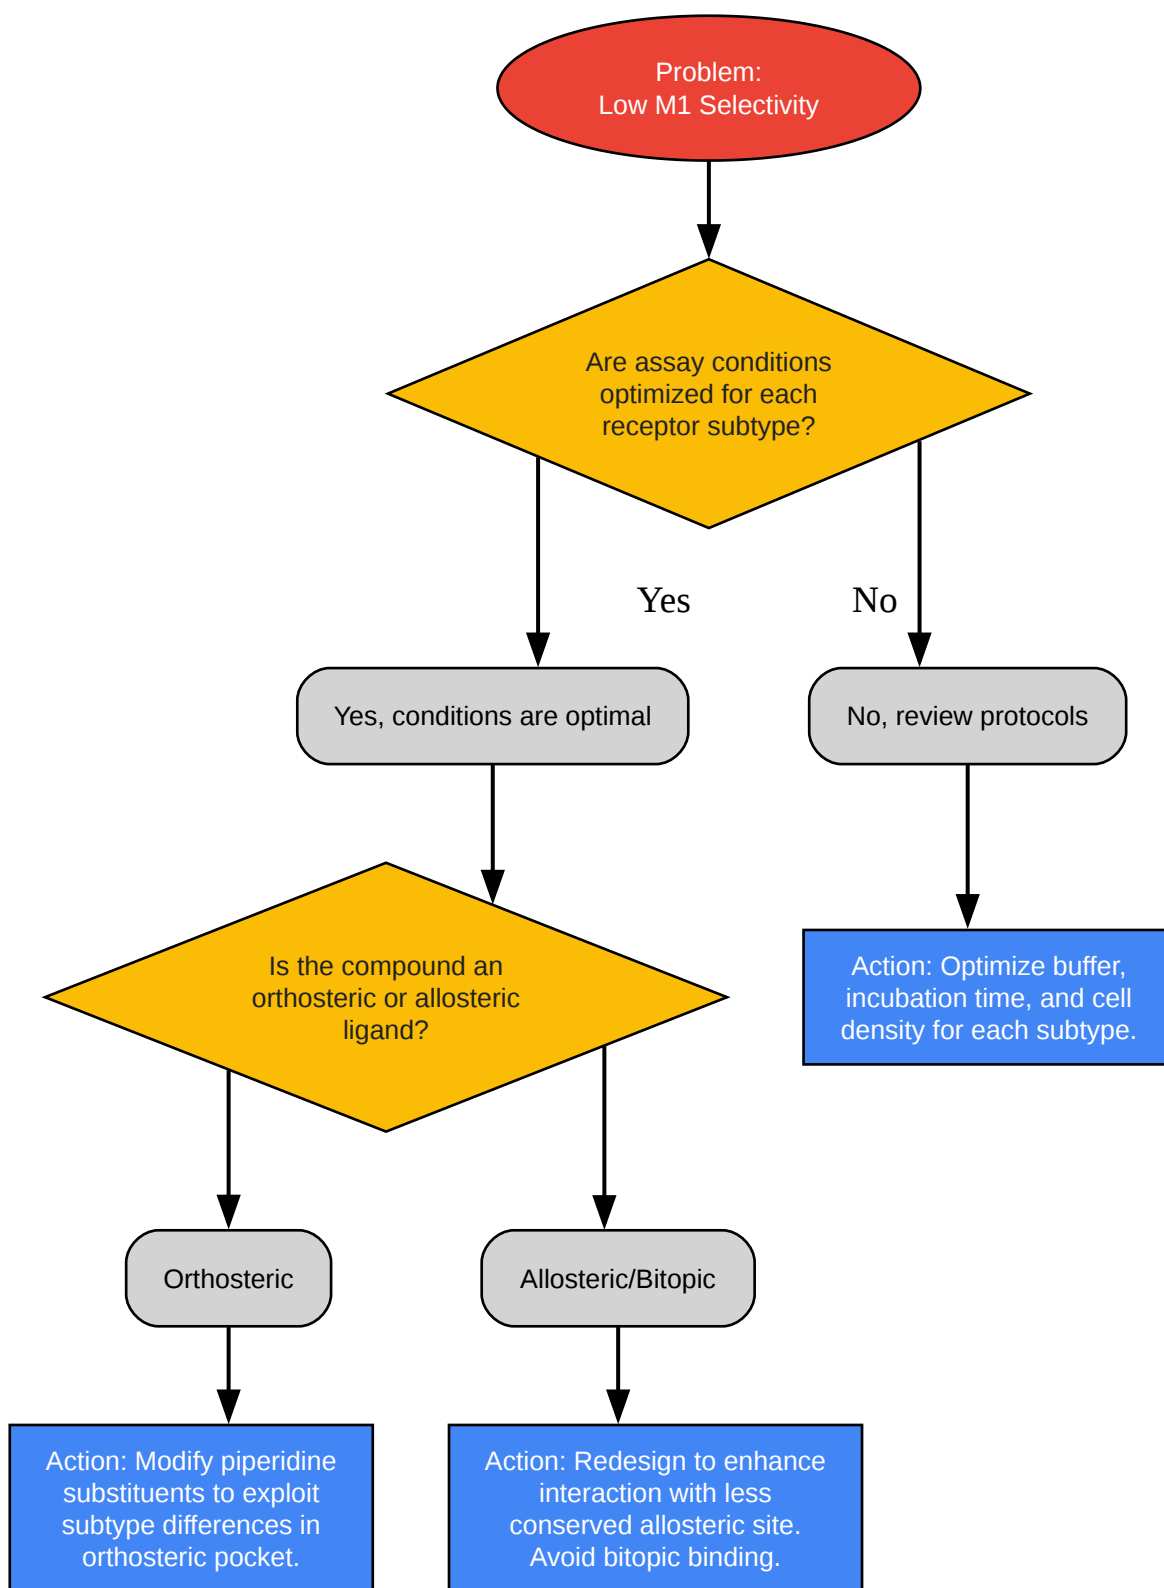 Problem:
Low M1 Selectivity
Are assay conditions
optimized for each
receptor subtype?
Yes
No
Yes, conditions are optimal
No, review protocols
Is the compound an
orthosteric or allosteric
ligand?
Action: Optimize buffer,
incubation time, and cell
density for each subtype.
Orthosteric
Allosteric/Bitopic
Action: Modify piperidine
substituents to exploit
subtype differences in
orthosteric pocket.
Action: Redesign to enhance
interaction with less
conserved allosteric site.
Avoid bitopic binding.